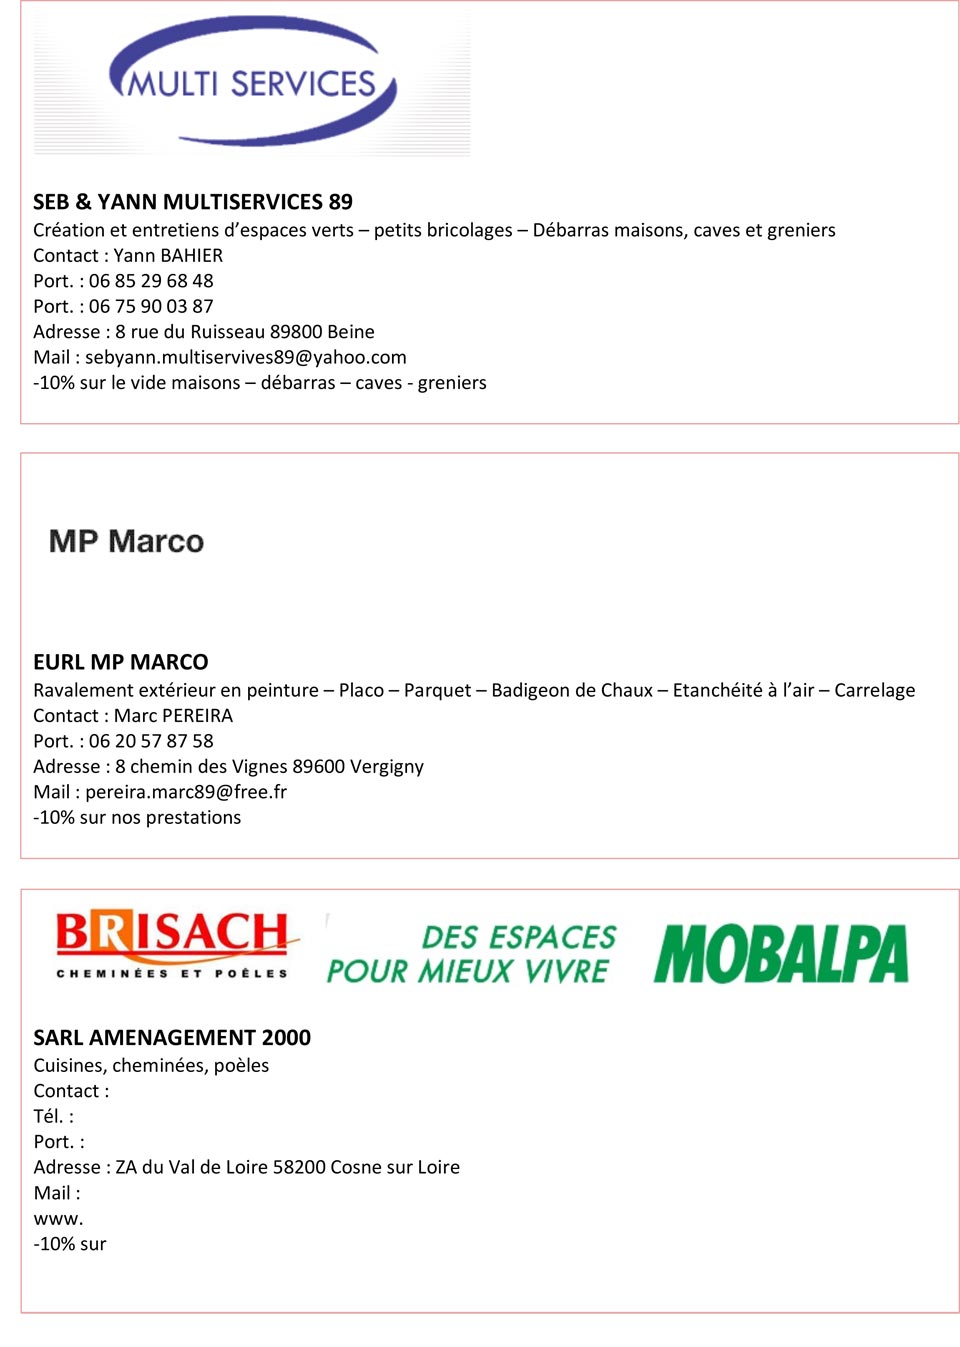 MULTI SERVICES
SEB & YANN MULTISERVICES 89
Création et entretiens d’espaces verts – petits bricolages – Débarras maisons, caves et greniers
Contact : Yann BAHIER
Port. : 06 85 29 68 48
Port. : 06 75 90 03 87
Adresse : 8 rue du Ruisseau 89800 Beine
Mail : sebyann.multiservives89@yahoo.com
-10% sur le vide maisons – débarras – caves - greniers
MP Marco
EURL MP MARCO
Ravalement extérieur en peinture – Placo – Parquet – Badigeon de Chaux – Etanchéité à l’air – Carrelage
Contact : Marc PEREIRA
Port. : 06 20 57 87 58
Adresse : 8 chemin des Vignes 89600 Vergigny
Mail : pereira.marc89@free.fr
-10% sur nos prestations
BRISACH
CHEMINÉES ET POÊLES
DES ESPACES
POUR MIEUX VIVRE
MOBALPA
SARL AMENAGEMENT 2000
Cuisines, cheminées, poèles
Contact :
Tél. :
Port. :
Adresse : ZA du Val de Loire 58200 Cosne sur Loire
Mail :
www.
-10% sur